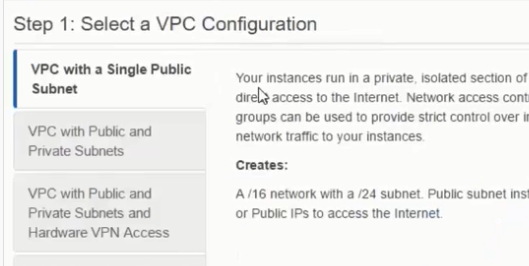 Step 1: Select a VPC Configuration
VPC with a Single Public
Subnet
VPC with Public and
Private Subnets
VPC with Public and
Private Subnets and
Hardware VPN Access
Your instances run in a private, isolated section of
direct access to the Internet. Network access
groups can be used to provide strict control over
network traffic to your instances.
Creates:
A /16 network with a /24 subnet. Public subnet
or Public IPs to access the Internet.